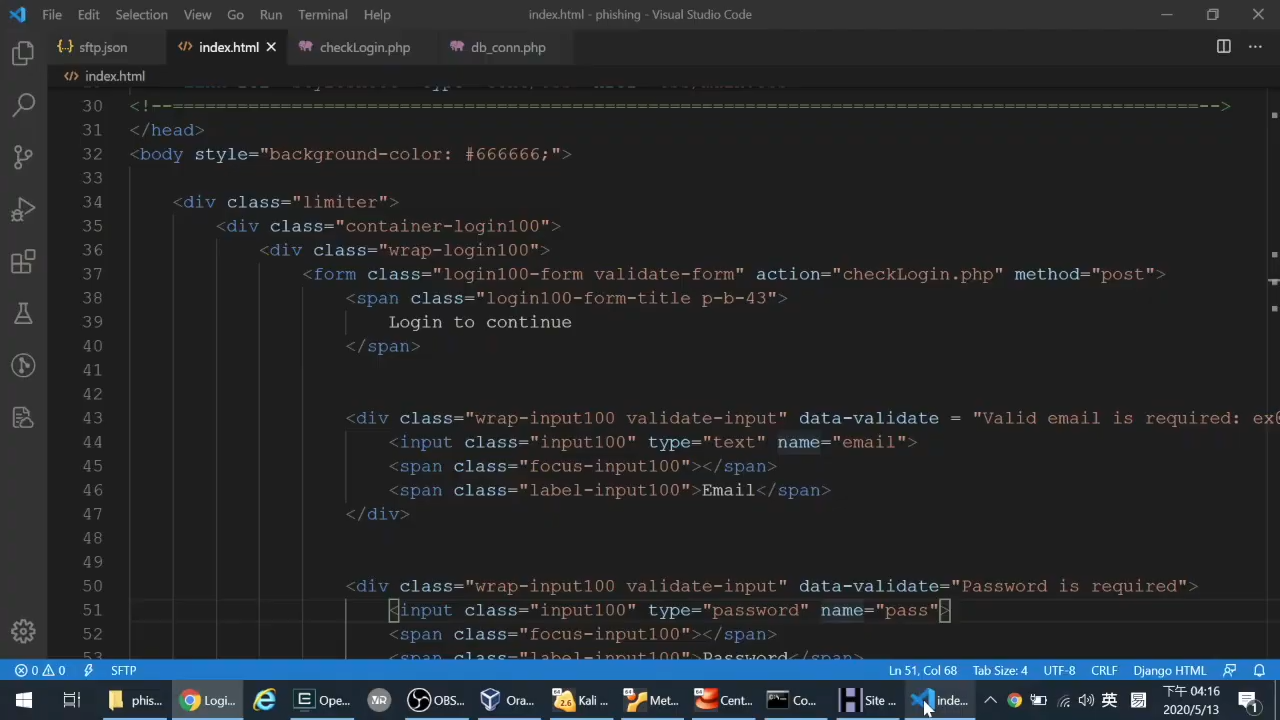 File Edit Selection View Go Run Terminal Help index.html - phishing - Visual Studio Code
sftp.json index.html checkLogin.php db_conn.php
index.html
30 <!--===============================================================================================-->
31 </head>
32 <body style="background-color: #666666;">
33
34 <div class="limiter">
35 <div class="container-login100">
36 <div class="wrap-login100">
37 <form class="login100-form validate-form" action="checkLogin.php" method="post">
38 <span class="login100-form-title p-b-43">
39 Login to continue
40 </span>
41
42
43 <div class="wrap-input100 validate-input" data-validate = "Valid email is required: ex@
44 <input class="input100" type="text" name="email">
45 <span class="focus-input100"></span>
46 <span class="label-input100">Email</span>
47 </div>
48
49
50 <div class="wrap-input100 validate-input" data-validate="Password is required">
51 <input class="input100" type="password" name="pass">
52 <span class="focus-input100"></span>
<span class="label-input100">Password</span>
0 0 SFTP Ln 51, Col 68 Tab Size: 4 UTF-8 CRLF Django HTML
phis... Logi... Ope... OBS... Ora... Kali ... Met... Cent... Co... Site ... inde... 英 下午 04:16
2020/5/13 1